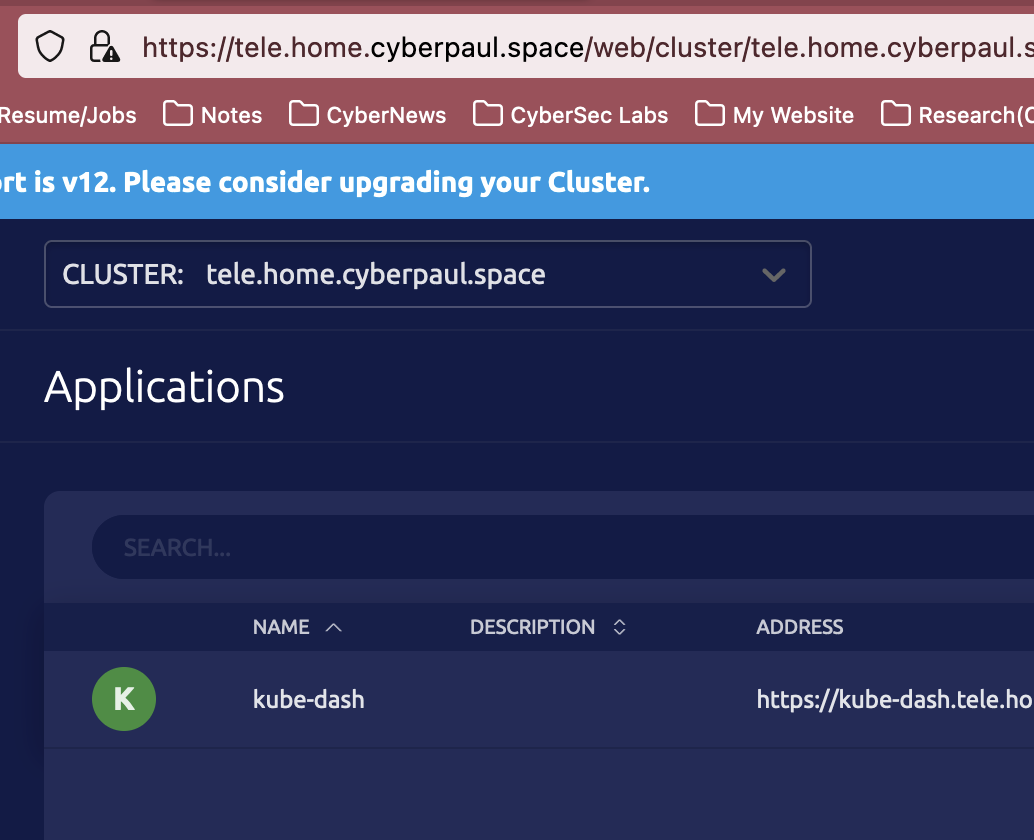 https://tele.home.cyberpaul.space/web/cluster/tele.home.cyberpaul.s
Resume/Jobs Notes CyberNews CyberSec Labs My Website Research(
rt is v12. Please consider upgrading your Cluster.
CLUSTER: tele.home.cyberpaul.space
Applications
SEARCH...
NAME DESCRIPTION ADDRESS
K kube-dash https://kube-dash.tele.ho